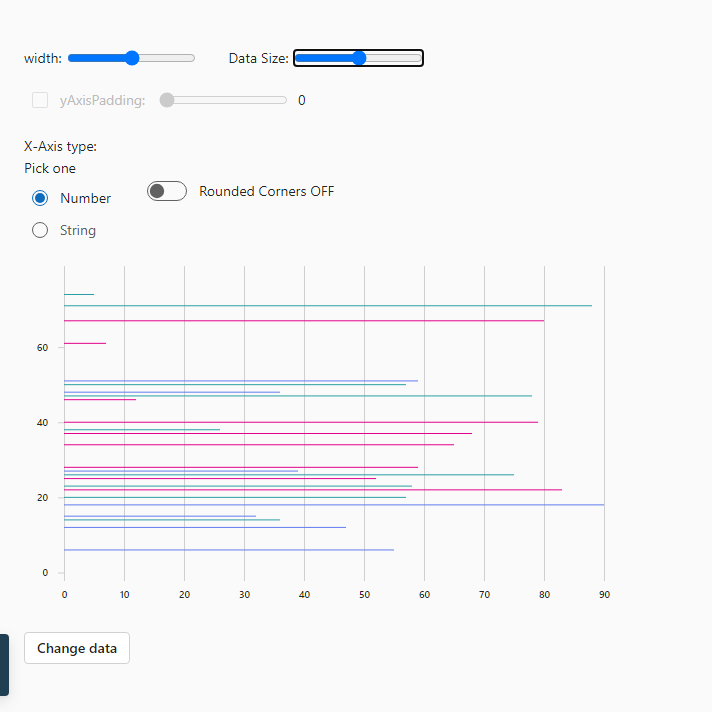 width: Data Size:
yAxisPadding: 0
X-Axis type:
Pick one
Number Rounded Corners OFF
String
60
40
20
0
0 10 20 30 40 50 60 70 80 90
Change data